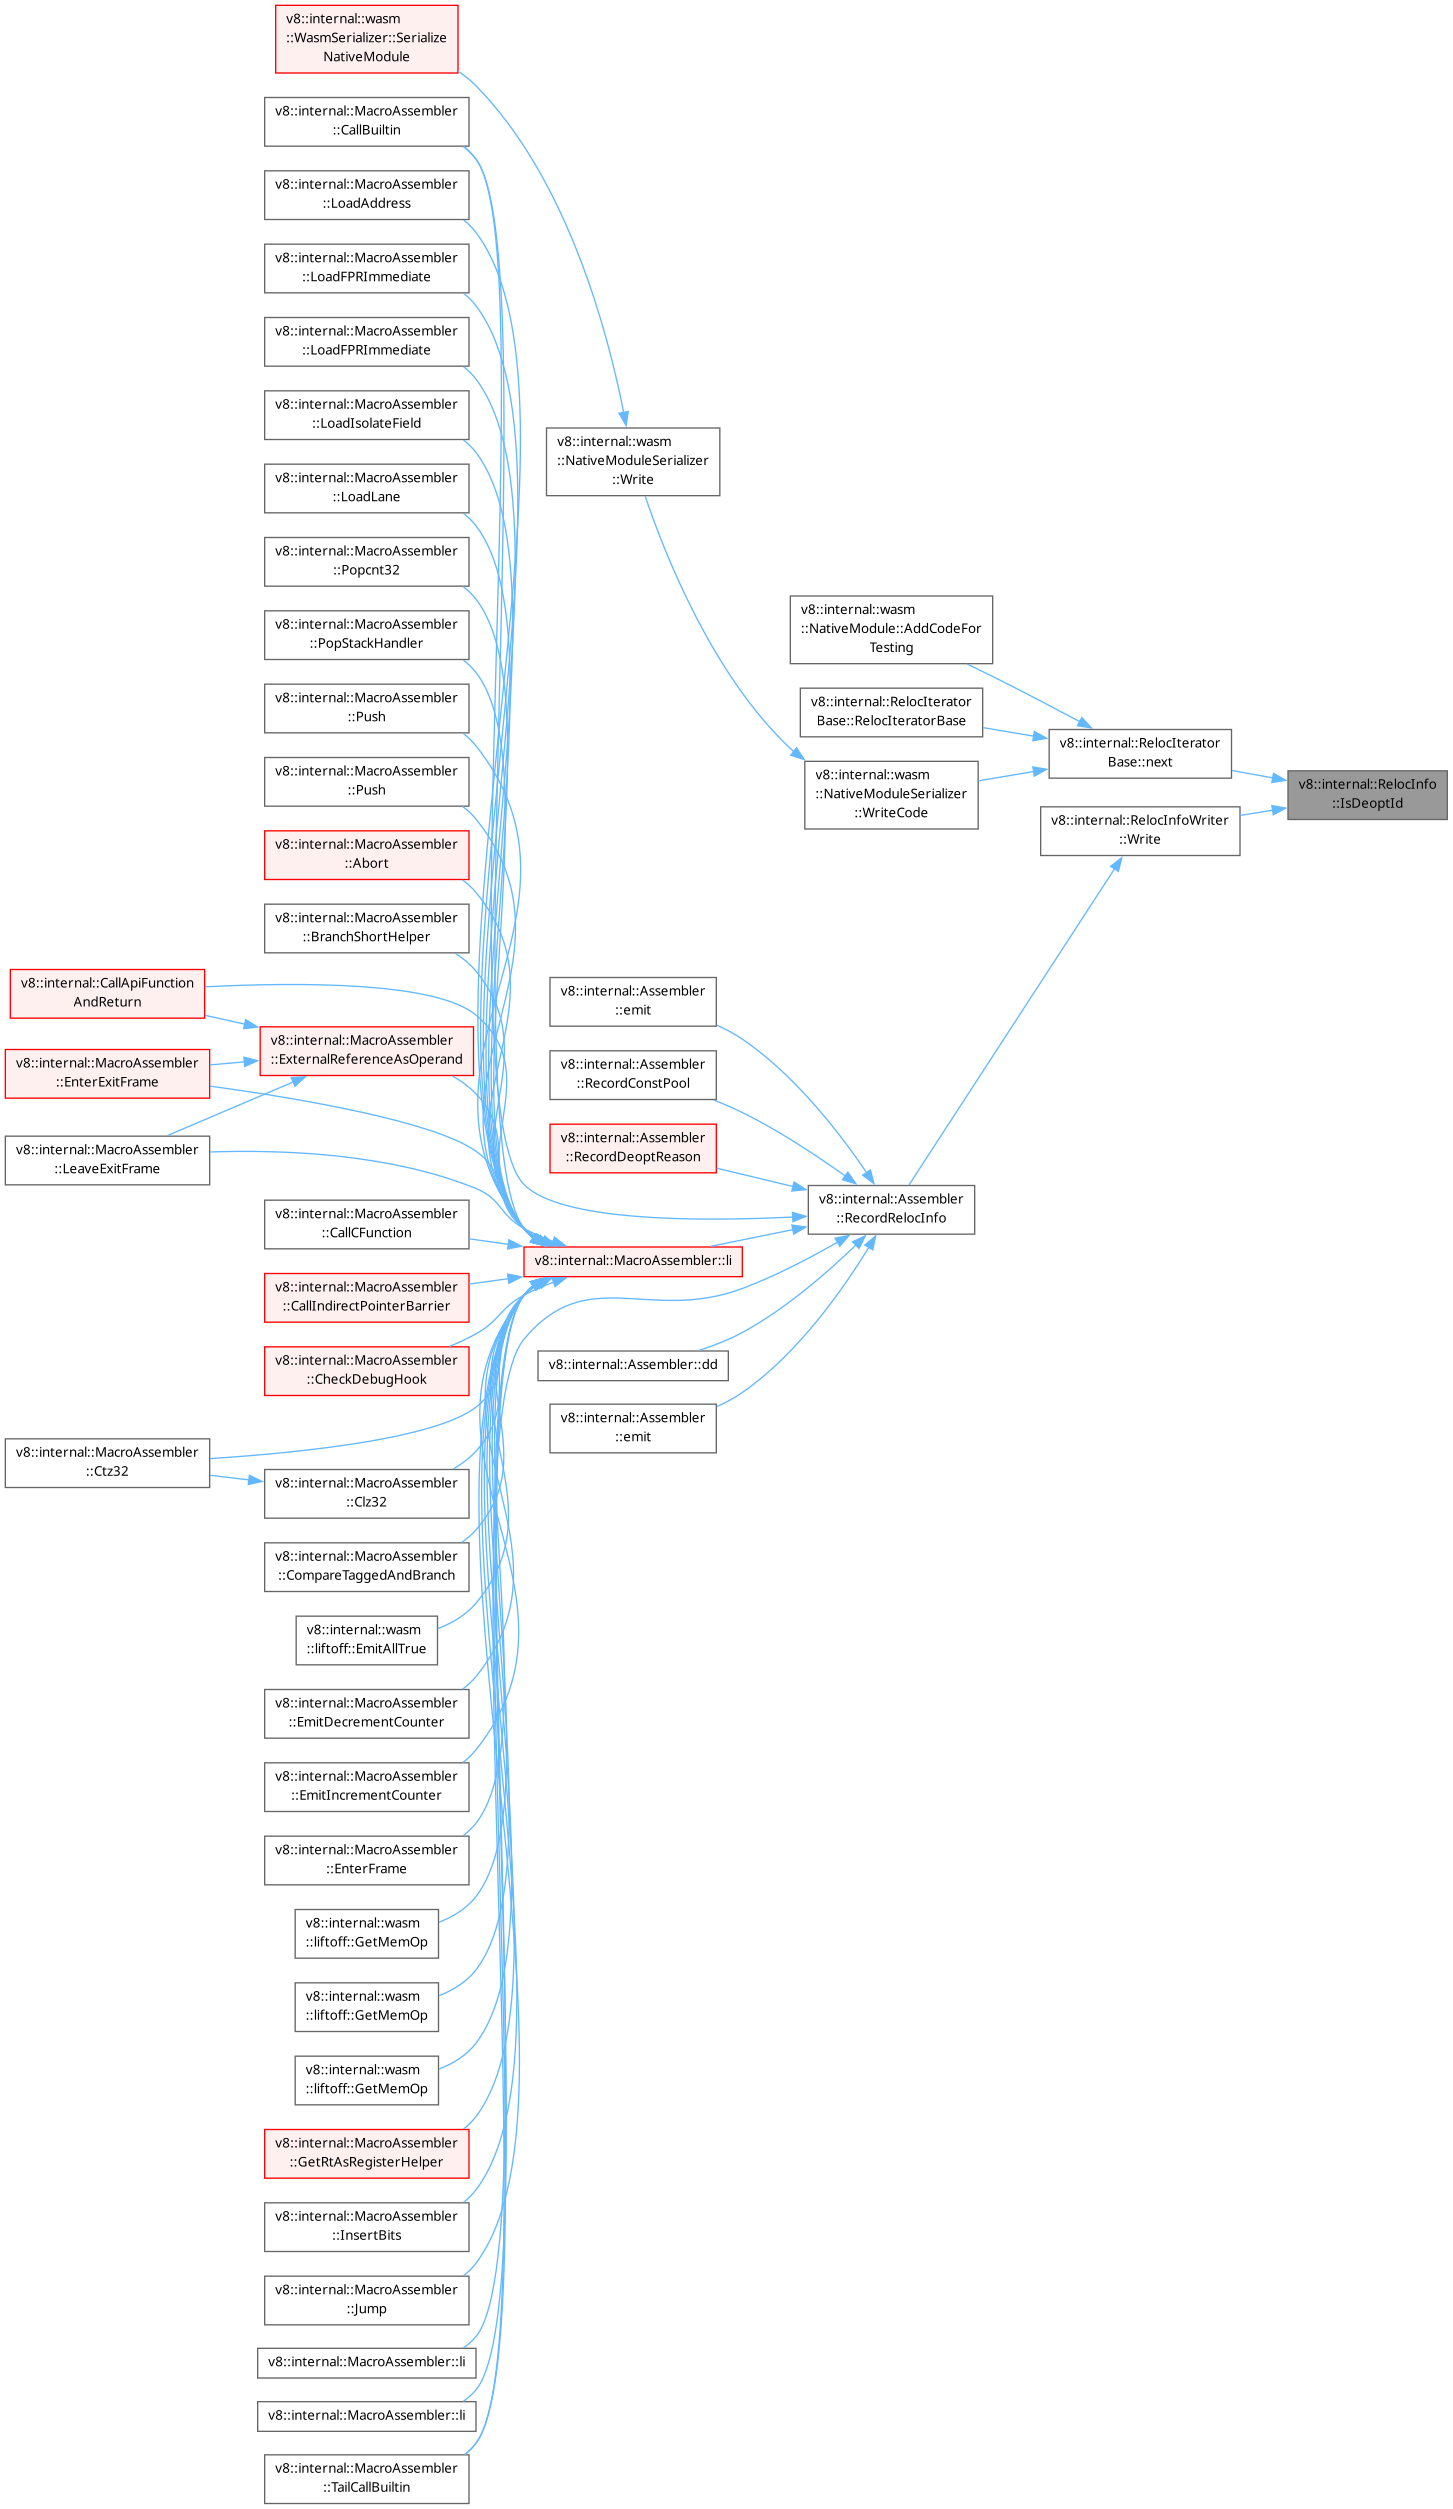 v8::internal::wasm
::WasmSerializer::Serialize
NativeModule
v8::internal::MacroAssembler
::CallBuiltin
v8::internal::MacroAssembler
::LoadAddress
v8::internal::MacroAssembler
::LoadFPRImmediate
v8::internal::MacroAssembler
::LoadFPRImmediate
v8::internal::MacroAssembler
::LoadIsolateField
v8::internal::MacroAssembler
::LoadLane
v8::internal::MacroAssembler
::Popcnt32
v8::internal::MacroAssembler
::PopStackHandler
v8::internal::MacroAssembler
::Push
v8::internal::MacroAssembler
::Push
v8::internal::MacroAssembler
::Abort
v8::internal::MacroAssembler
::BranchShortHelper
v8::internal::CallApiFunction
AndReturn
v8::internal::MacroAssembler
::ExternalReferenceAsOperand
v8::internal::MacroAssembler
::EnterExitFrame
v8::internal::MacroAssembler
::LeaveExitFrame
v8::internal::MacroAssembler
::CallCFunction
v8::internal::MacroAssembler
::CallIndirectPointerBarrier
v8::internal::MacroAssembler
::CheckDebugHook
v8::internal::MacroAssembler
::Ctz32
v8::internal::MacroAssembler
::Clz32
v8::internal::MacroAssembler
::CompareTaggedAndBranch
v8::internal::wasm
::liftoff::EmitAllTrue
v8::internal::MacroAssembler
::EmitDecrementCounter
v8::internal::MacroAssembler
::EmitIncrementCounter
v8::internal::MacroAssembler
::EnterFrame
v8::internal::wasm
::liftoff::GetMemOp
v8::internal::wasm
::liftoff::GetMemOp
v8::internal::wasm
::liftoff::GetMemOp
v8::internal::MacroAssembler
::GetRtAsRegisterHelper
v8::internal::MacroAssembler
::InsertBits
v8::internal::MacroAssembler
::Jump
v8::internal::MacroAssembler::li
v8::internal::MacroAssembler::li
v8::internal::MacroAssembler
::TailCallBuiltin
v8::internal::wasm
::NativeModuleSerializer
::Write
v8::internal::Assembler
::emit
v8::internal::Assembler
::RecordConstPool
v8::internal::Assembler
::RecordDeoptReason
v8::internal::MacroAssembler::li
v8::internal::Assembler::dd
v8::internal::Assembler
::emit
v8::internal::wasm
::NativeModule::AddCodeFor
Testing
v8::internal::RelocIterator
Base::RelocIteratorBase
v8::internal::wasm
::NativeModuleSerializer
::WriteCode
v8::internal::Assembler
::RecordRelocInfo
v8::internal::RelocIterator
Base::next
v8::internal::RelocInfoWriter
::Write
v8::internal::RelocInfo
::IsDeoptId